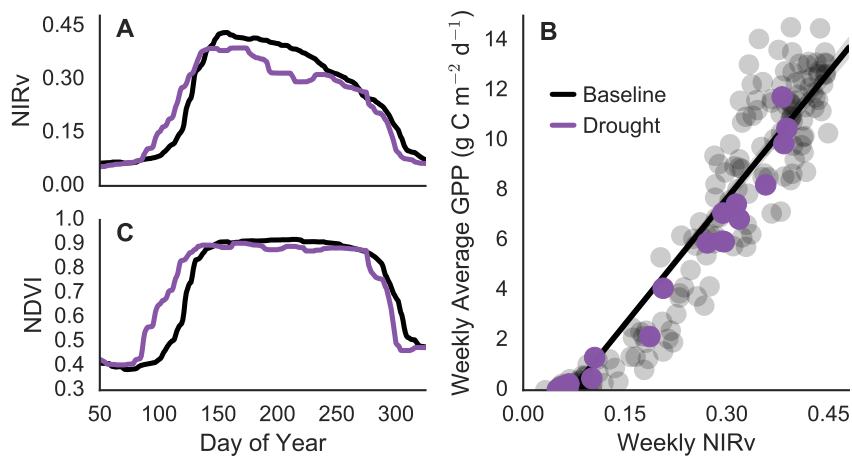 A
NIRv
0.45
0.30
0.15
0.00
C
NDVI
1.0
0.9
0.8
0.7
0.6
0.5
0.4
0.3
50 100 150 200 250 300
Day of Year
B
Weekly Average GPP (g C m⁻² d⁻¹)
14
12
10
8
6
4
2
0
Baseline
Drought
0.00 0.15 0.30 0.45
Weekly NIRv